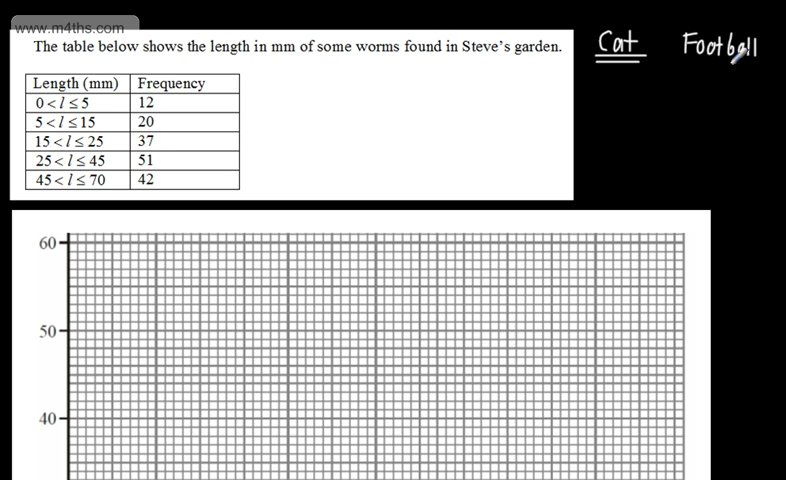 www.m4ths.com
The table below shows the length in mm of some worms found in Steve's garden.
Cat Football
Length (mm) Frequency
0 < l ≤ 5 12
5 < l ≤ 15 20
15 < l ≤ 25 37
25 < l ≤ 45 51
45 < l ≤ 70 42
60
50
40